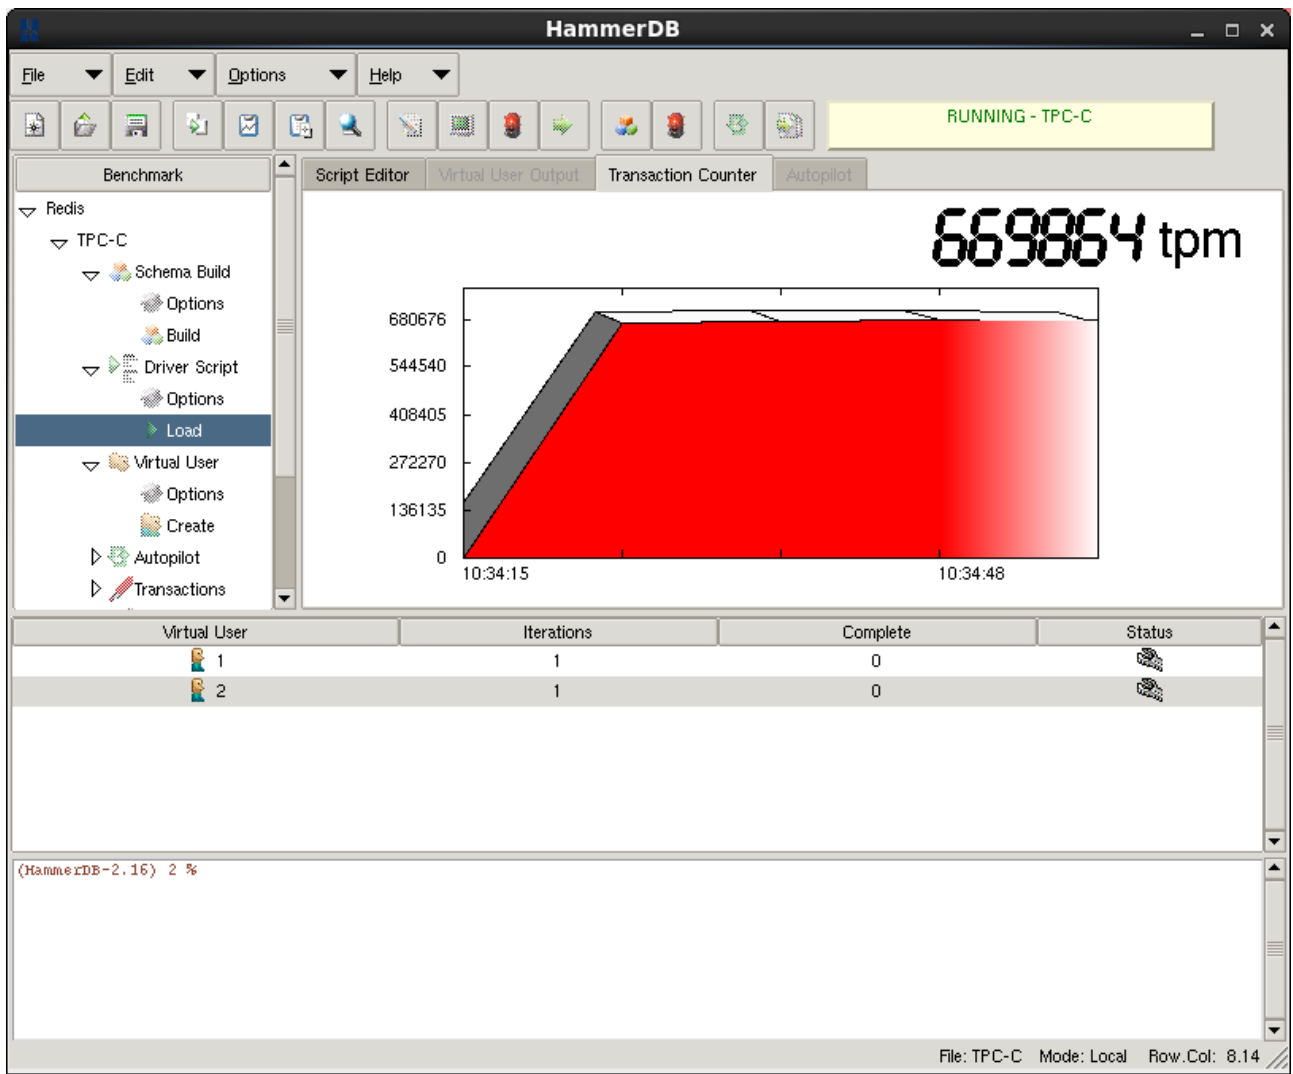 HammerDB
File Edit Options Help
RUNNING - TPC-C
Benchmark
Script Editor Virtual User Output Transaction Counter Autopilot
Redis
TPC-C
Schema Build
Options
Build
Driver Script
Options
Load
Virtual User
Options
Create
Autopilot
Transactions
669864 tpm
680676
544540
408405
272270
136135
0
10:34:15 10:34:48
Virtual User Iterations Complete Status
1 1 0
2 1 0
(HammerDB-2.16) 2 %
File: TPC-C Mode: Local Row.Col: 8.14